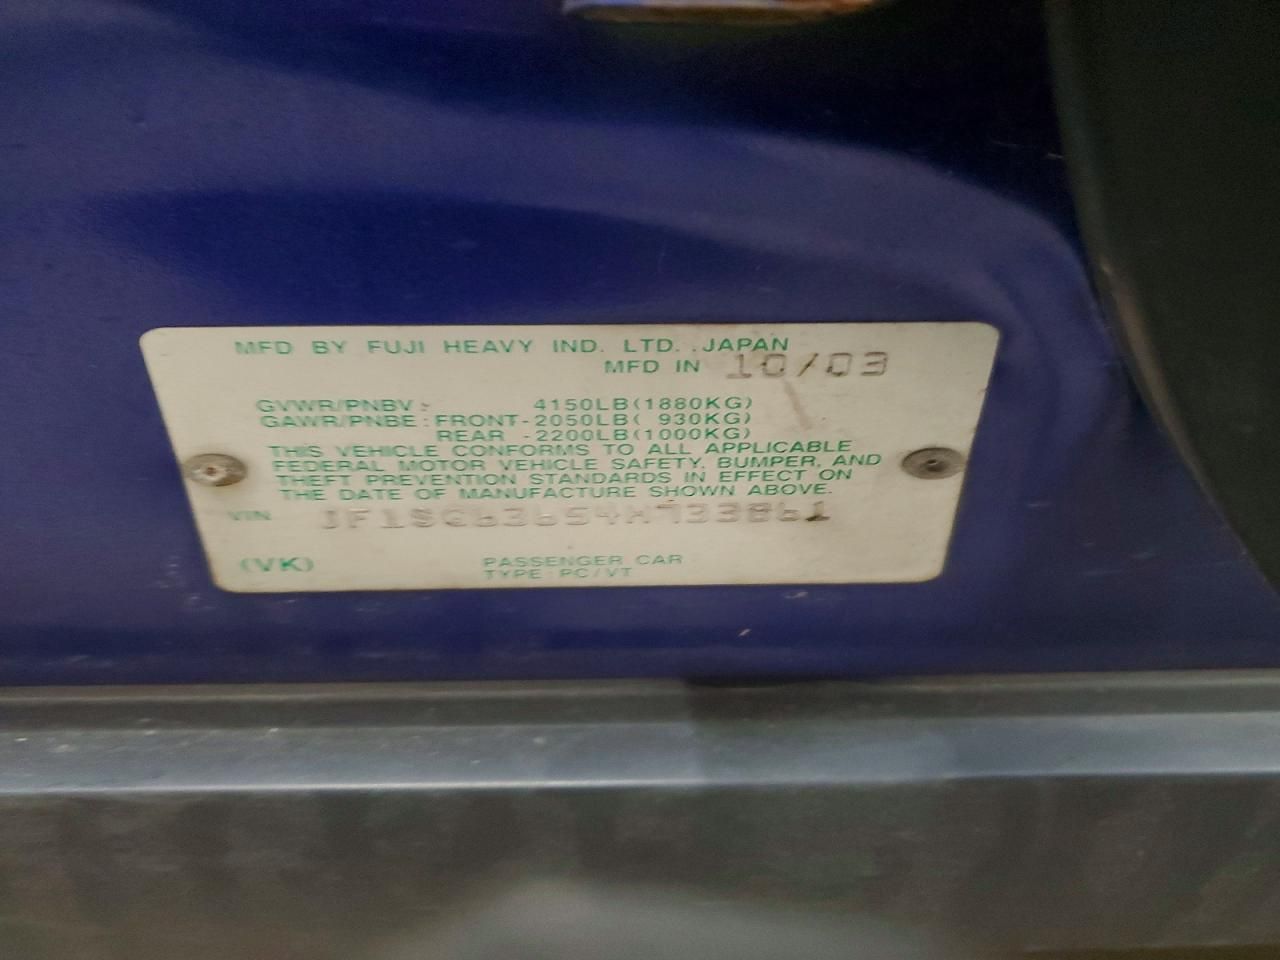 MFD BY FUJI HEAVY IND. LTD. JAPAN
MFD IN 10/03
GVWR/PNBV: 4150LB(1880KG)
GAWR/PNBE: FRONT-2050LB( 930KG)
REAR -2200LB(1000KG)
THIS VEHICLE CONFORMS TO ALL APPLICABLE
FEDERAL MOTOR VEHICLE SAFETY, BUMPER, AND
THEFT PREVENTION STANDARDS IN EFFECT ON
THE DATE OF MANUFACTURE SHOWN ABOVE.
VIN JF1SG63654H733861
(VK) PASSENGER CAR
TYPE: PC/VT